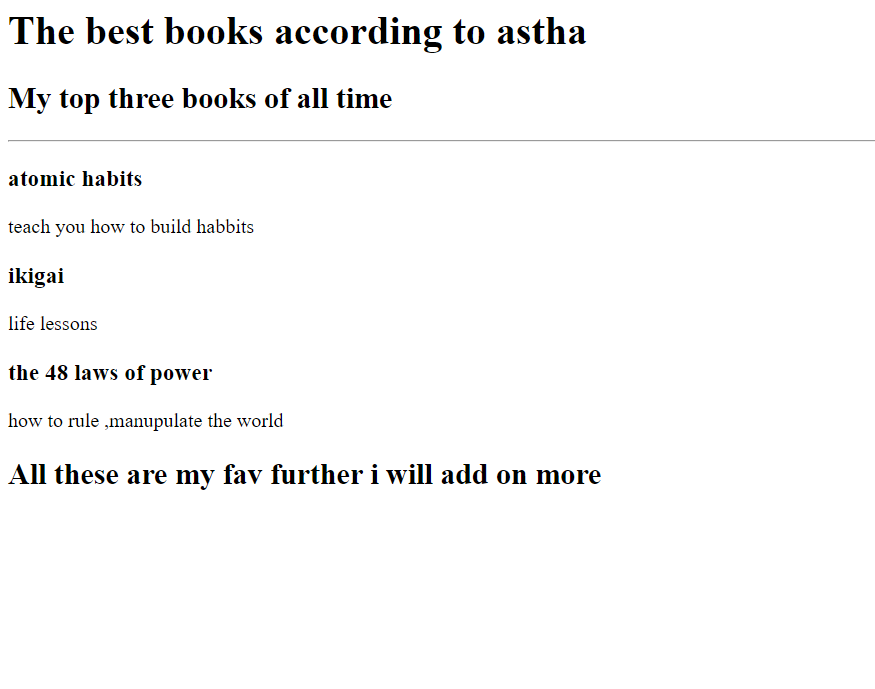 The best books according to astha
My top three books of all time
atomic habits
teach you how to build habbits
ikigai
life lessons
the 48 laws of power
how to rule ,manupulate the world
All these are my fav further i will add on more